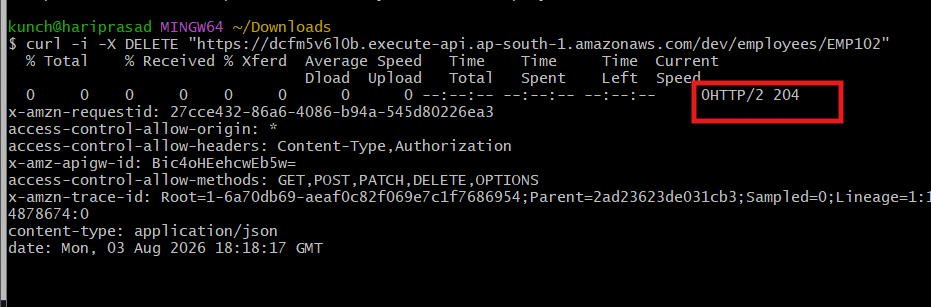 kunch@hariprasad MINGW64 ~/Downloads
$ curl -i -X DELETE "https://dcfm5v6l0b.execute-api.ap-south-1.amazonaws.com/dev/employees/EMP102"
% Total % Received % Xferd Average Speed Time Time Time Current
Dload Upload Total Spent Left Speed
0 0 0 0 0 0 0 0 --:--:-- --:--:-- --:--:-- 0HTTP/2 204
x-amzn-requestid: 27cce432-86a6-4086-b94a-545d80226ea3
access-control-allow-origin: *
access-control-allow-headers: Content-Type,Authorization
x-amz-apigw-id: Bic4oHEehcwEb5w=
access-control-allow-methods: GET,POST,PATCH,DELETE,OPTIONS
x-amzn-trace-id: Root=1-6a70db69-aeaf0c82f069e7c1f7686954;Parent=2ad23623de031cb3;Sampled=0;Lineage=1:1
4878674:0
content-type: application/json
date: Mon, 03 Aug 2026 18:18:17 GMT